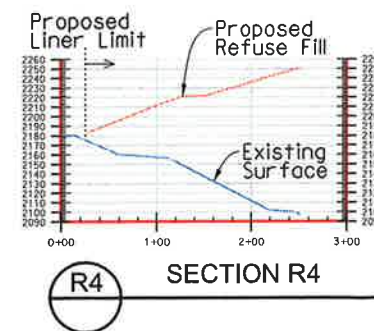 Proposed
Liner Limit
Proposed
Refuse Fill
2260
2250
2240
2230
2220
2210
2200
2190
2180
2170
2160
2150
2140
2130
2120
2110
2100
2090
Existing
Surface
0+00 1+00 2+00 3+00
R4
SECTION R4